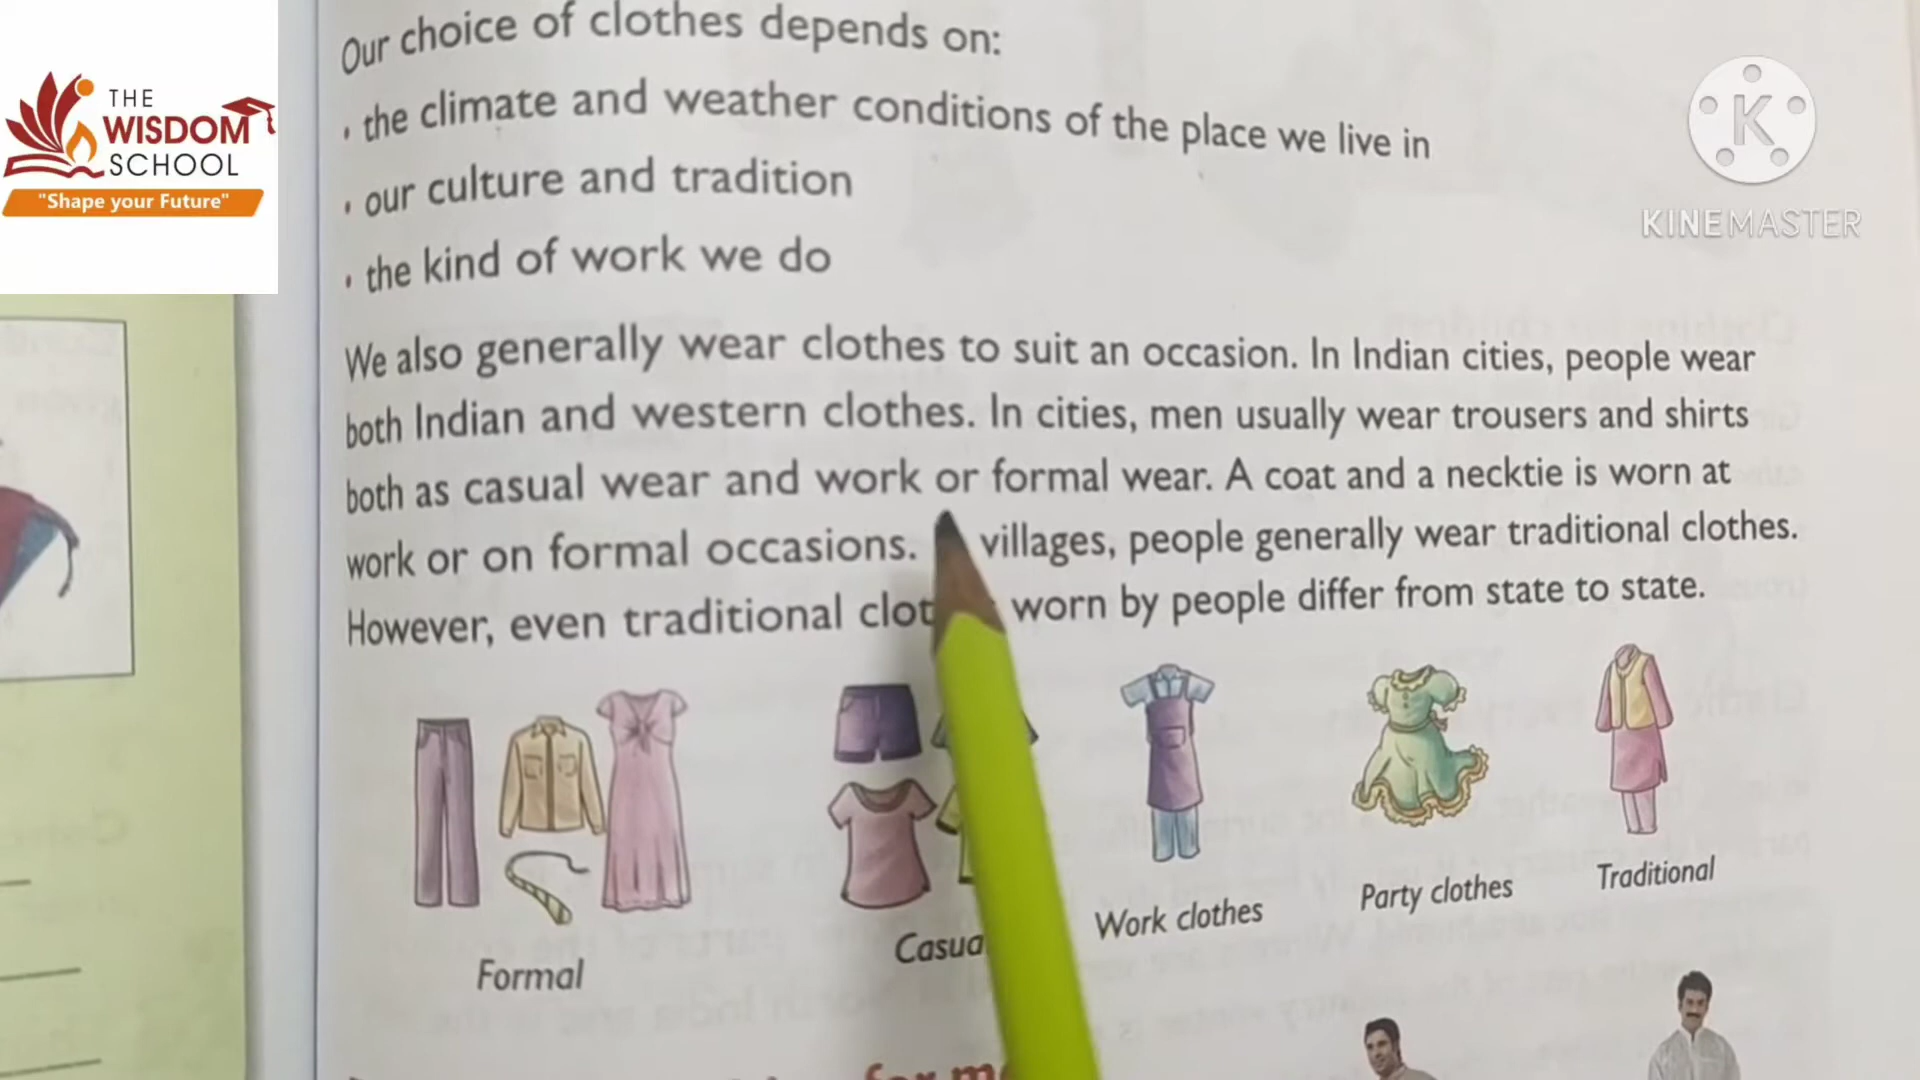 THE
WISDOM
SCHOOL
"Shape your Future"
KINEMASTER
Our choice of clothes depends on:
• the climate and weather conditions of the place we live in
• our culture and tradition
• the kind of work we do
We also generally wear clothes to suit an occasion. In Indian cities, people wear
both Indian and western clothes. In cities, men usually wear trousers and shirts
both as casual wear and work or formal wear. A coat and a necktie is worn at
work or on formal occasions. villages, people generally wear traditional clothes.
However, even traditional worn by people differ from state to state.
Formal
Work clothes
Party clothes
Traditional
for